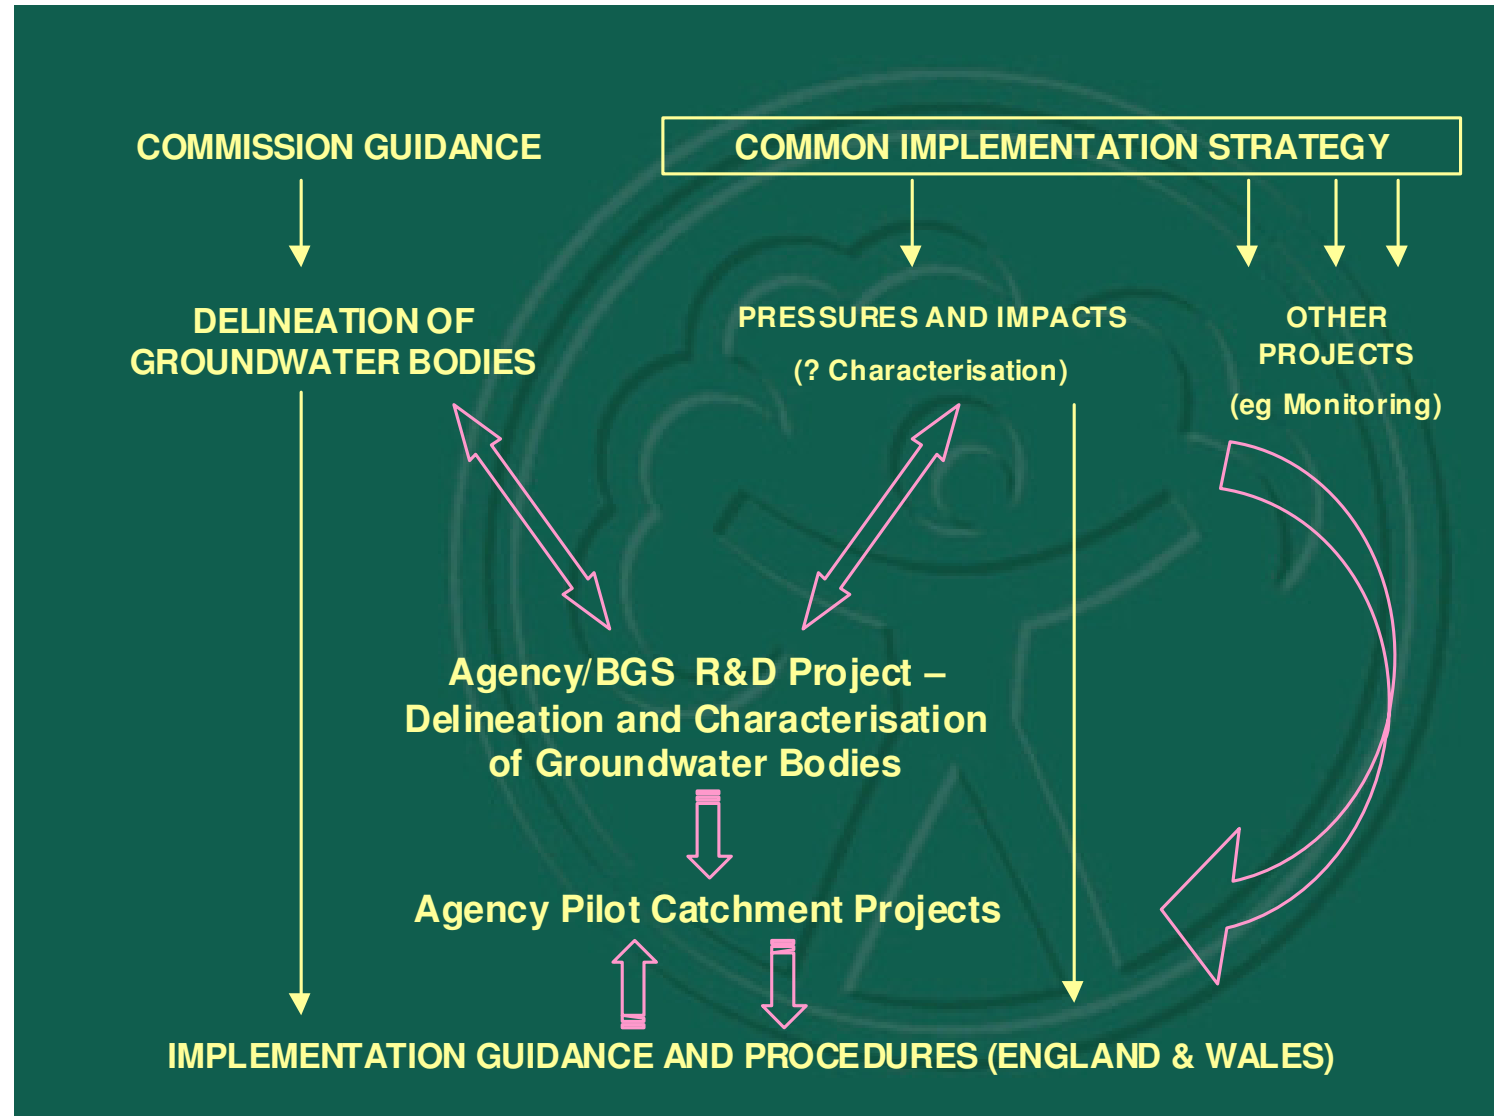 COMMISSION GUIDANCE
COMMON IMPLEMENTATION STRATEGY
DELINEATION OF
GROUNDWATER BODIES
PRESSURES AND IMPACTS
(? Characterisation)
OTHER
PROJECTS
(eg Monitoring)
Agency/BGS R&D Project –
Delineation and Characterisation
of Groundwater Bodies
Agency Pilot Catchment Projects
IMPLEMENTATION GUIDANCE AND PROCEDURES (ENGLAND & WALES)